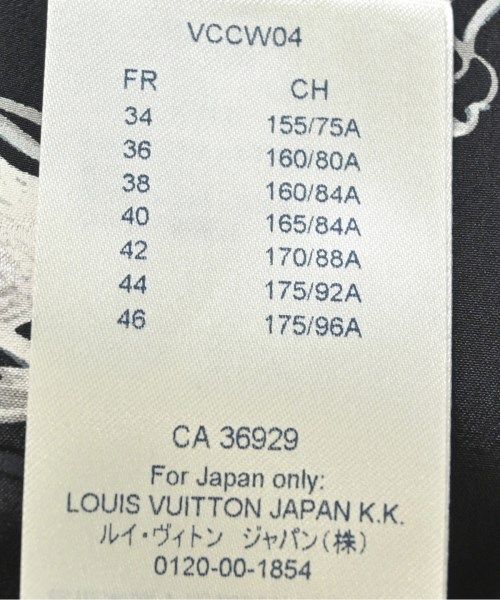 VCCW04
FR CH
34 155/75A
36 160/80A
38 160/84A
40 165/84A
42 170/88A
44 175/92A
46 175/96A
CA 36929
For Japan only:
LOUIS VUITTON JAPAN K.K.
ルイ・ヴィトン ジャパン(株)
0120-00-1854